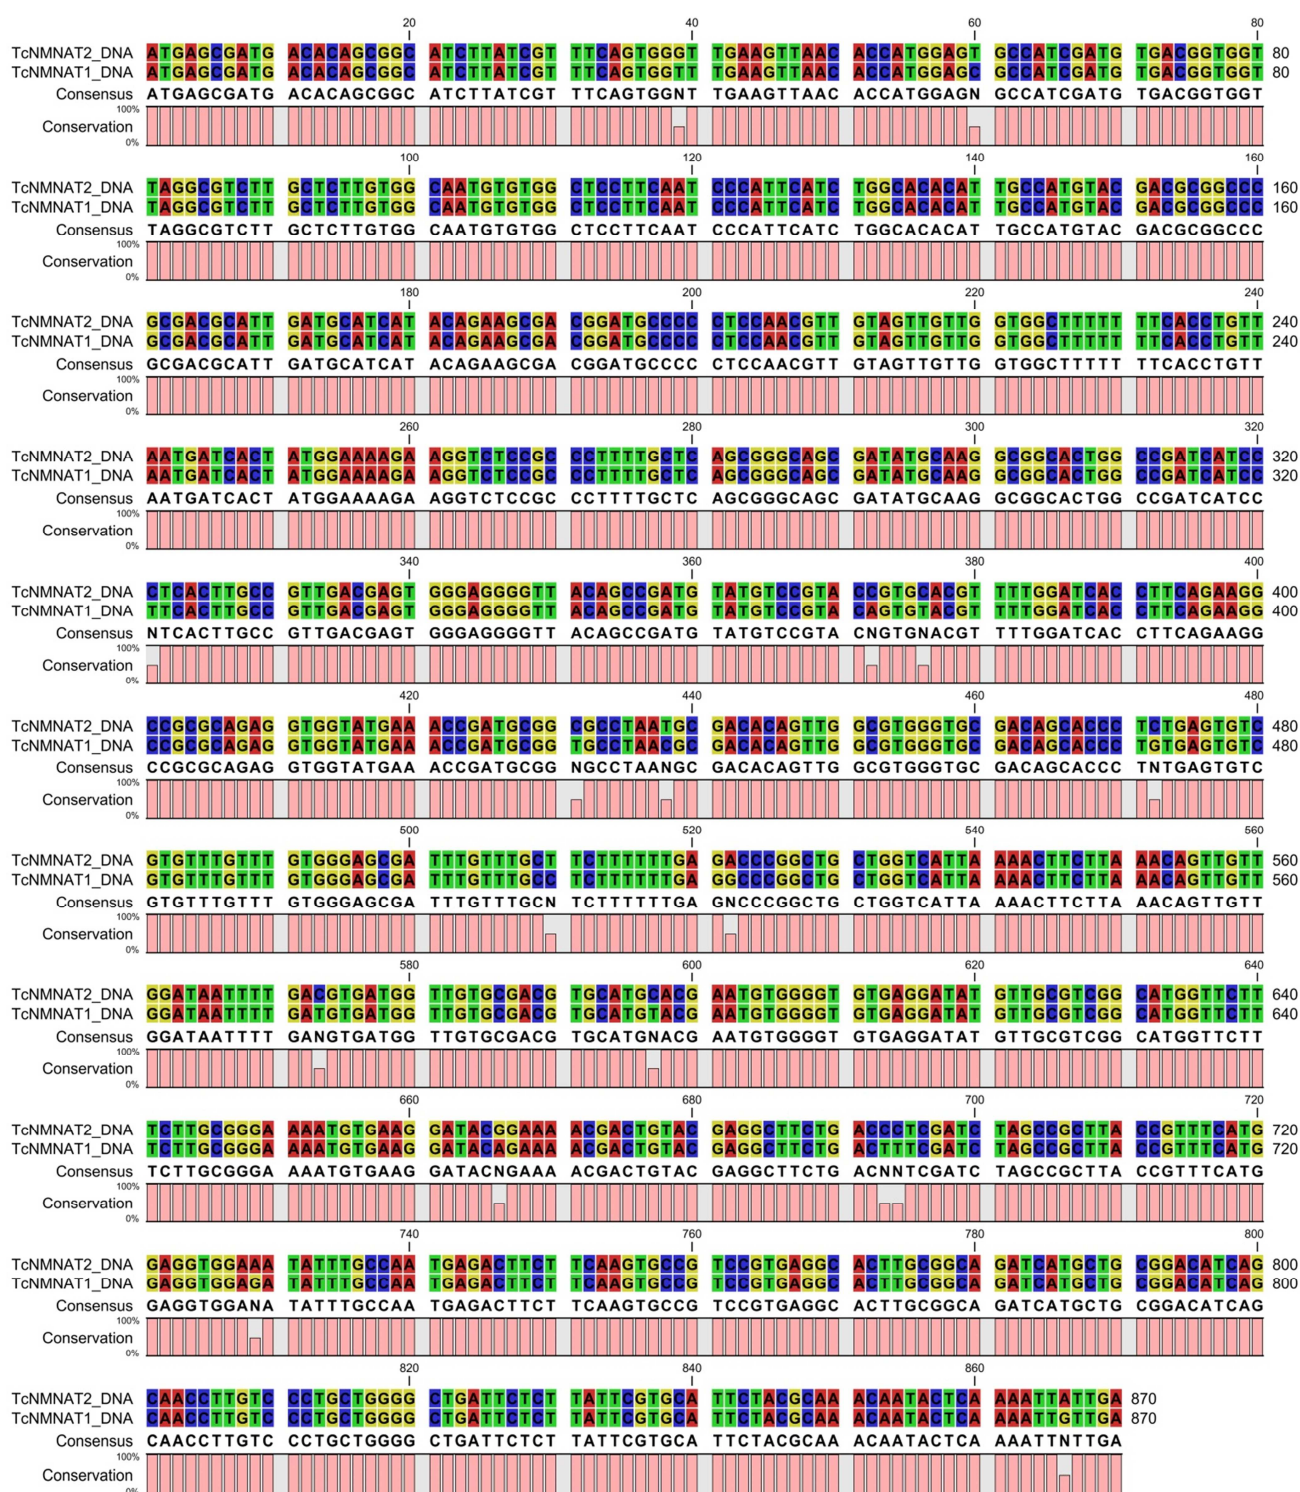 20 40 60 80
TcNMNAT2_DNA ATGAGCGATG ACACAGCGGC ATCTTATCGT TTCAGTGGGT TGAAGTTAAC ACCATGGAGT GCCATCGATG TGACGGTGGT 80
TcNMNAT1_DNA ATGAGCGATG ACACAGCGGC ATCTTATCGT TTCAGTGGTT TGAAGTTAAC ACCATGGAGC GCCATCGATG TGACGGTGGT 80
Consensus ATGAGCGATG ACACAGCGGC ATCTTATCGT TTCAGTGGNT TGAAGTTAAC ACCATGGAGN GCCATCGATG TGACGGTGGT
100%
Conservation
0%
100 120 140 160
TcNMNAT2_DNA TAGGCGTCTT GCTCTTGTGG CAATGTGTGG CTCCTTCAAT CCCATTCATC TGGCACACAT TGCCATGTAC GACGCGGCCC 160
TcNMNAT1_DNA TAGGCGTCTT GCTCTTGTGG CAATGTGTGG CTCCTTCAAT CCCATTCATC TGGCACACAT TGCCATGTAC GACGCGGCCC 160
Consensus TAGGCGTCTT GCTCTTGTGG CAATGTGTGG CTCCTTCAAT CCCATTCATC TGGCACACAT TGCCATGTAC GACGCGGCCC
100%
Conservation
0%
180 200 220 240
TcNMNAT2_DNA GCGACGCATT GATGCATCAT ACAGAAGCGA CGGATGCCCC CTCCAACGTT GTAGTTGTTG GTGGCTTTTT TTCACCTGTT 240
TcNMNAT1_DNA GCGACGCATT GATGCATCAT ACAGAAGCGA CGGATGCCCC CTCCAACGTT GTAGTTGTTG GTGGCTTTTT TTCACCTGTT 240
Consensus GCGACGCATT GATGCATCAT ACAGAAGCGA CGGATGCCCC CTCCAACGTT GTAGTTGTTG GTGGCTTTTT TTCACCTGTT
100%
Conservation
0%
260 280 300 320
TcNMNAT2_DNA AATGATCACT ATGGAAAAGA AGGTCTCCGC CCTTTTGCTC AGCGGGCAGC GATATGCAAG GCGGCACTGG CCGATCATCC 320
TcNMNAT1_DNA AATGATCACT ATGGAAAAGA AGGTCTCCGC CCTTTTGCTC AGCGGGCAGC GATATGCAAG GCGGCACTGG CCGATCATCC 320
Consensus AATGATCACT ATGGAAAAGA AGGTCTCCGC CCTTTTGCTC AGCGGGCAGC GATATGCAAG GCGGCACTGG CCGATCATCC
100%
Conservation
0%
340 360 380 400
TcNMNAT2_DNA CTCACTTGCC GTTGACGAGT GGGAGGGGTT ACAGCCGATG TATGTCCGTA CCGTGCACGT TTTGGATCAC CTTCAGAAGG 400
TcNMNAT1_DNA TTCACTTGCC GTTGACGAGT GGGAGGGGTT ACAGCCGATG TATGTCCGTA CAGTGTACGT TTTGGATCAC CTTCAGAAGG 400
Consensus NTCACTTGCC GTTGACGAGT GGGAGGGGTT ACAGCCGATG TATGTCCGTA CNGTGNACGT TTTGGATCAC CTTCAGAAGG
100%
Conservation
0%
420 440 460 480
TcNMNAT2_DNA CCGCGCAGAG GTGGTATGAA ACCGATGCGG CGCCTAATGC GACACAGTTG GCGTGGGTGC GACAGCACCC TCTGAGTGTC 480
TcNMNAT1_DNA CCGCGCAGAG GTGGTATGAA ACCGATGCGG TGCCTAACGC GACACAGTTG GCGTGGGTGC GACAGCACCC TGTGAGTGTC 480
Consensus CCGCGCAGAG GTGGTATGAA ACCGATGCGG NGCCTAANGC GACACAGTTG GCGTGGGTGC GACAGCACCC TNTGAGTGTC
100%
Conservation
0%
500 520 540 560
TcNMNAT2_DNA GTGTTTGTTT GTGGGAGCGA TTTGTTTGCT TCTTTTTTGA GACCCGGCTG CTGGTCATTA AAACTTCTTA AACAGTTGTT 560
TcNMNAT1_DNA GTGTTTGTTT GTGGGAGCGA TTTGTTTGCC TCTTTTTTGA GGCCCGGCTG CTGGTCATTA AAACTTCTTA AACAGTTGTT 560
Consensus GTGTTTGTTT GTGGGAGCGA TTTGTTTGCN TCTTTTTTGA GNCCCGGCTG CTGGTCATTA AAACTTCTTA AACAGTTGTT
100%
Conservation
0%
580 600 620 640
TcNMNAT2_DNA GGATAATTTT GACGTGATGG TTGTGCGACG TGCATGCACG AATGTGGGGT GTGAGGATAT GTTGCGTCGG CATGGTTCTT 640
TcNMNAT1_DNA GGATAATTTT GATGTGATGG TTGTGCGACG TGCATGTACG AATGTGGGGT GTGAGGATAT GTTGCGTCGG CATGGTTCTT 640
Consensus GGATAATTTT GANGTGATGG TTGTGCGACG TGCATGNACG AATGTGGGGT GTGAGGATAT GTTGCGTCGG CATGGTTCTT
100%
Conservation
0%
660 680 700 720
TcNMNAT2_DNA TCTTGCGGGA AAATGTGAAG GATACGGAAA ACGACTGTAC GAGGCTTCTG ACCCTCGATC TAGCCGCTTA CCGTTTCATG 720
TcNMNAT1_DNA TCTTGCGGGA AAATGTGAAG GATACAGAAA ACGACTGTAC GAGGCTTCTG ACTTTCGATC TAGCCGCTTA CCGTTTCATG 720
Consensus TCTTGCGGGA AAATGTGAAG GATACNGAAA ACGACTGTAC GAGGCTTCTG ACNNTCGATC TAGCCGCTTA CCGTTTCATG
100%
Conservation
0%
740 760 780 800
TcNMNAT2_DNA GAGGTGGAAA TATTTGCCAA TGAGACTTCT TCAAGTGCCG TCCGTGAGGC ACTTGCGGCA GATCATGCTG CGGACATCAG 800
TcNMNAT1_DNA GAGGTGGAGA TATTTGCCAA TGAGACTTCT TCAAGTGCCG TCCGTGAGGC ACTTGCGGCA GATCATGCTG CGGACATCAG 800
Consensus GAGGTGGANA TATTTGCCAA TGAGACTTCT TCAAGTGCCG TCCGTGAGGC ACTTGCGGCA GATCATGCTG CGGACATCAG
100%
Conservation
0%
820 840 860
TcNMNAT2_DNA CAACCTTGTC CCTGCTGGGG CTGATTCTCT TATTCGTGCA TTCTACGCAA ACAATACTCA AAATTATTGA 870
TcNMNAT1_DNA CAACCTTGTC CCTGCTGGGG CTGATTCTCT TATTCGTGCA TTCTACGCAA ACAATACTCA AAATTGTTGA 870
Consensus CAACCTTGTC CCTGCTGGGG CTGATTCTCT TATTCGTGCA TTCTACGCAA ACAATACTCA AAATTNTTGA
100%
Conservation
0%